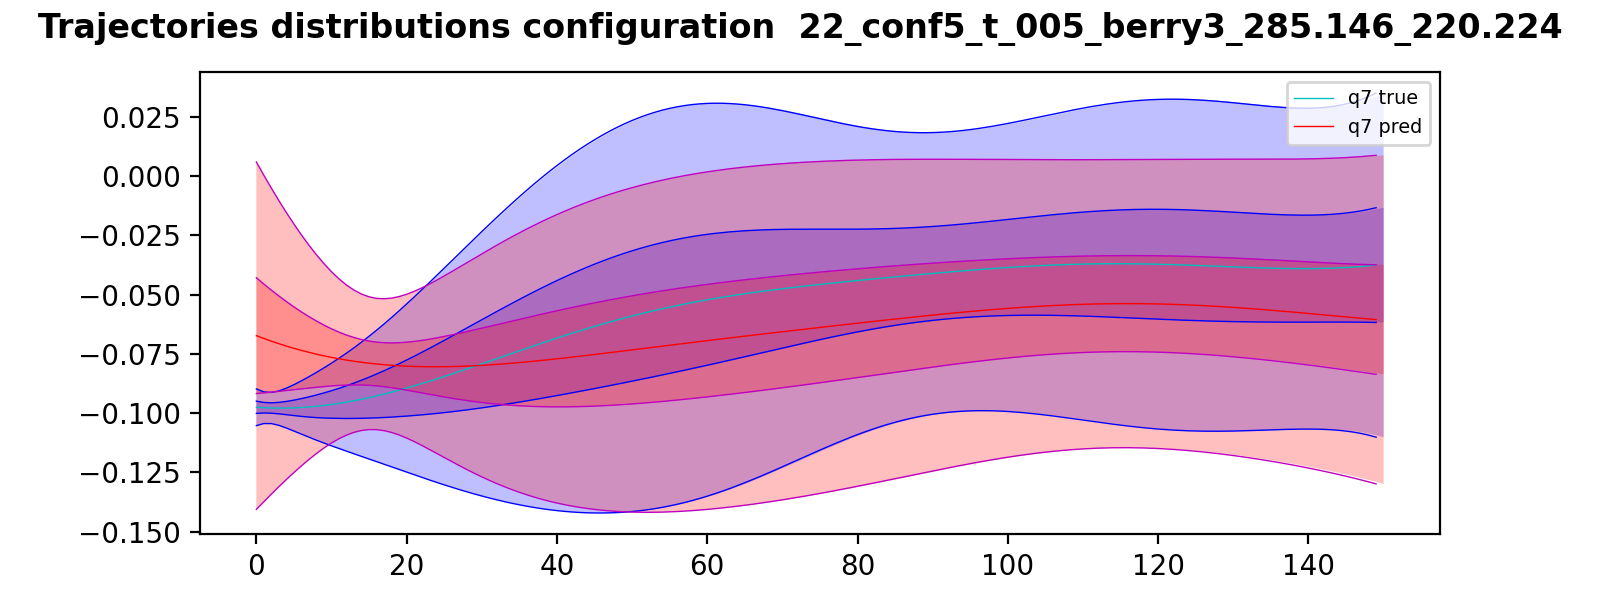 Trajectories distributions configuration  22_conf5_t_005_berry3_285.146_220.224
q7 true
q7 pred
0.025
0.000
−0.025
−0.050
−0.075
−0.100
−0.125
−0.150
0 20 40 60 80 100 120 140